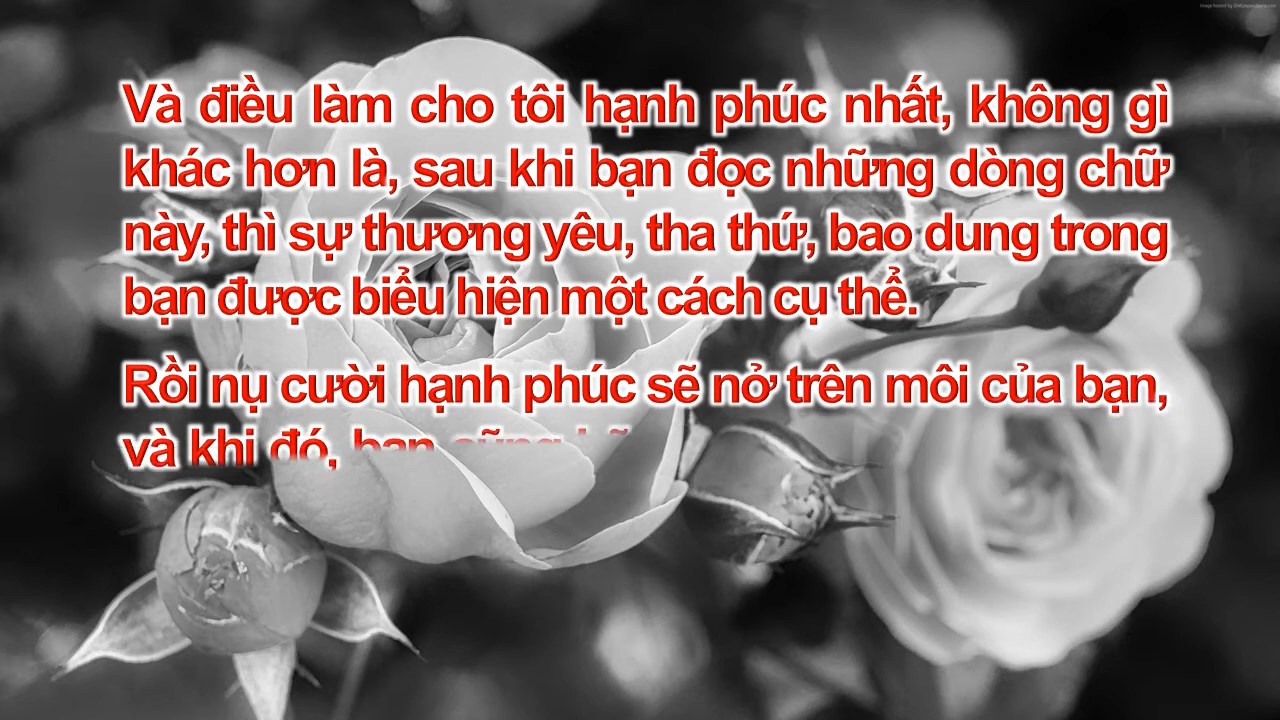 Và điều làm cho tôi hạnh phúc nhất, không gì
khác hơn là, sau khi bạn đọc những dòng chữ
này, thì sự thương yêu, tha thứ, bao dung trong
bạn được biểu hiện một cách cụ thể.
Rồi nụ cười hạnh phúc sẽ nở trên môi của bạn,
và khi đó, bạn cũng